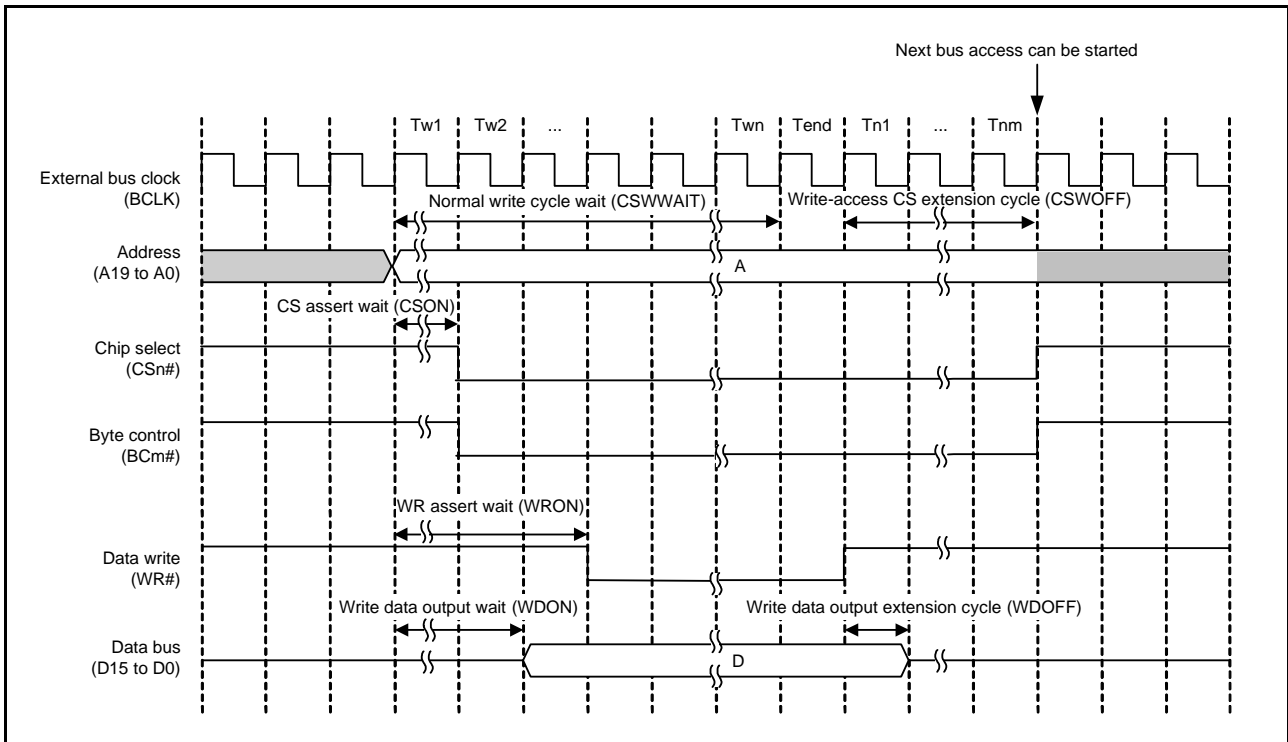 Next bus access can be started
Tw1 Tw2 ... Twn Tend Tn1 ... Tnm
External bus clock
(BCLK)
Normal write cycle wait (CSWWAIT) Write-access CS extension cycle (CSWOFF)
Address
(A19 to A0)
A
CS assert wait (CSON)
Chip select
(CSn#)
Byte control
(BCm#)
WR assert wait (WRON)
Data write
(WR#)
Write data output wait (WDON) Write data output extension cycle (WDOFF)
Data bus
(D15 to D0)
D